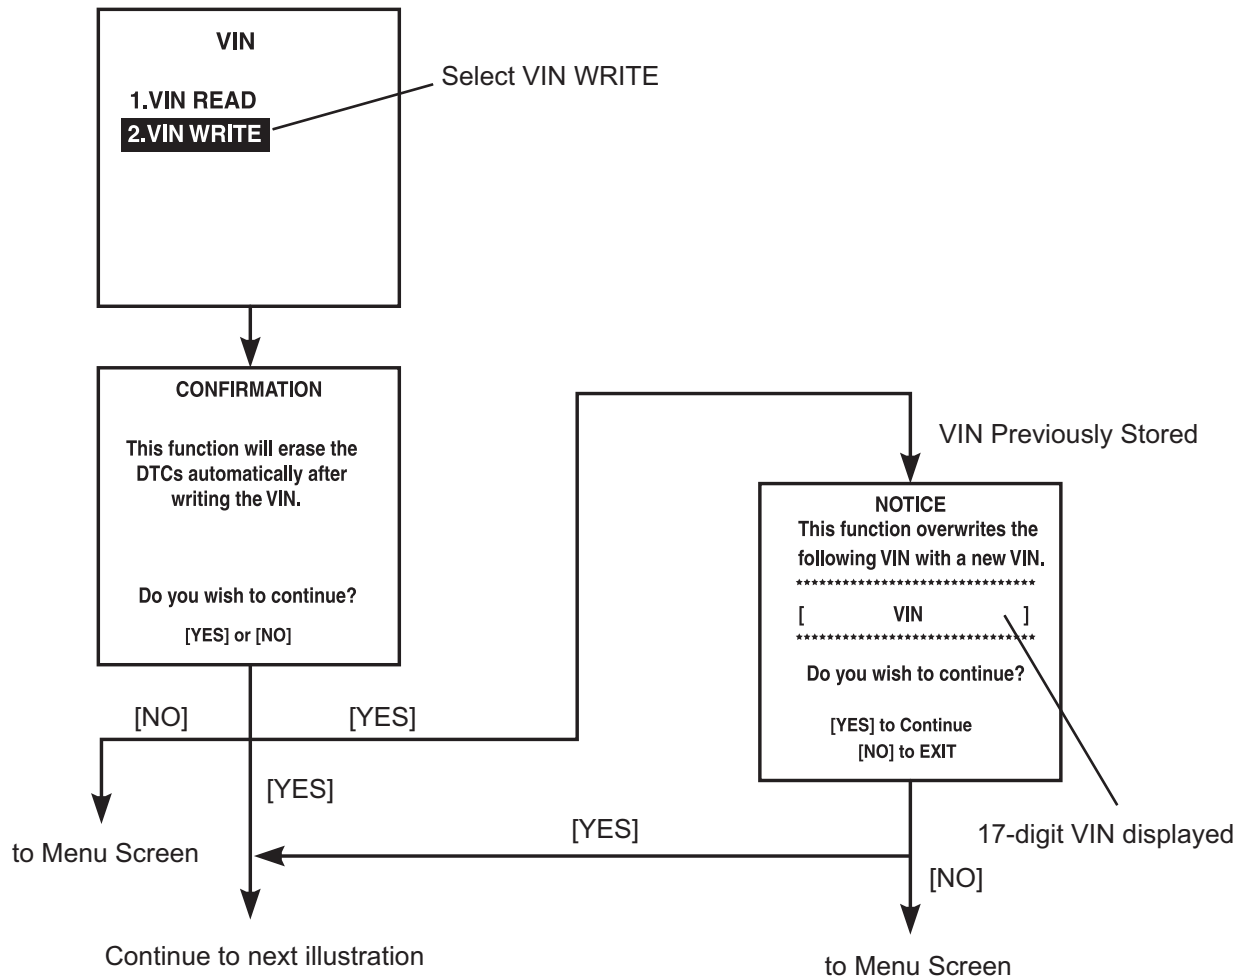 VIN
Select VIN WRITE
1.VIN READ
2.VIN WRITE
CONFIRMATION
This function will erase the
DTCs automatically after
writing the VIN.
Do you wish to continue?
[YES] or [NO]
VIN Previously Stored
NOTICE
This function overwrites the
following VIN with a new VIN.
*******************************
[ VIN ]
*******************************
Do you wish to continue?
[YES] to Continue
[NO] to EXIT
[NO]
[YES]
[YES]
[YES]
17-digit VIN displayed
to Menu Screen
[NO]
Continue to next illustration
to Menu Screen